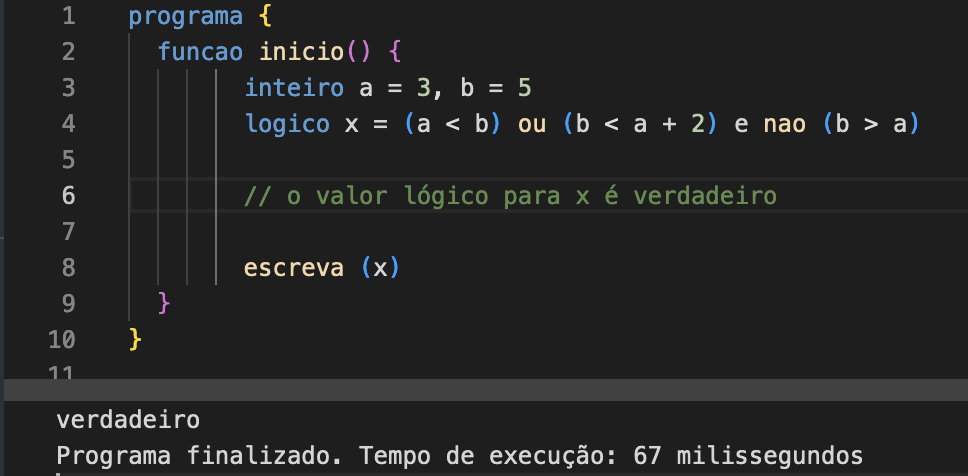 1 programa {
2 funcao inicio() {
3 inteiro a = 3, b = 5
4 logico x = (a < b) ou (b < a + 2) e nao (b > a)
5
6 // o valor lógico para x é verdadeiro
7
8 escreva (x)
9 }
10 }
11
verdadeiro
Programa finalizado. Tempo de execução: 67 milissegundos